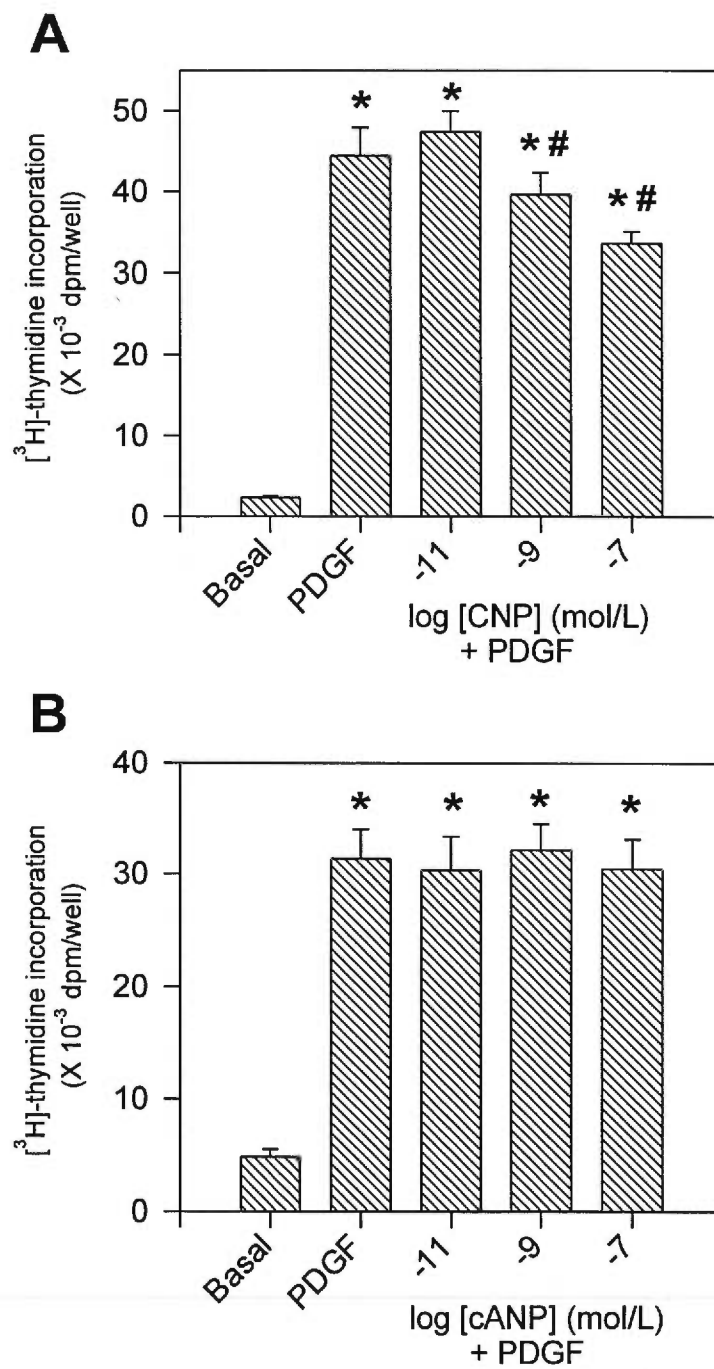 A
[³H]-thymidine incorporation
(X 10⁻³ dpm/well)
50
40
30
20
10
0
*
*
* #
* #
Basal
PDGF
-11
-9
-7
log [CNP] (mol/L)
+ PDGF
B
[³H]-thymidine incorporation
(X 10⁻³ dpm/well)
40
30
20
10
0
*
*
*
*
Basal
PDGF
-11
-9
-7
log [cANP] (mol/L)
+ PDGF